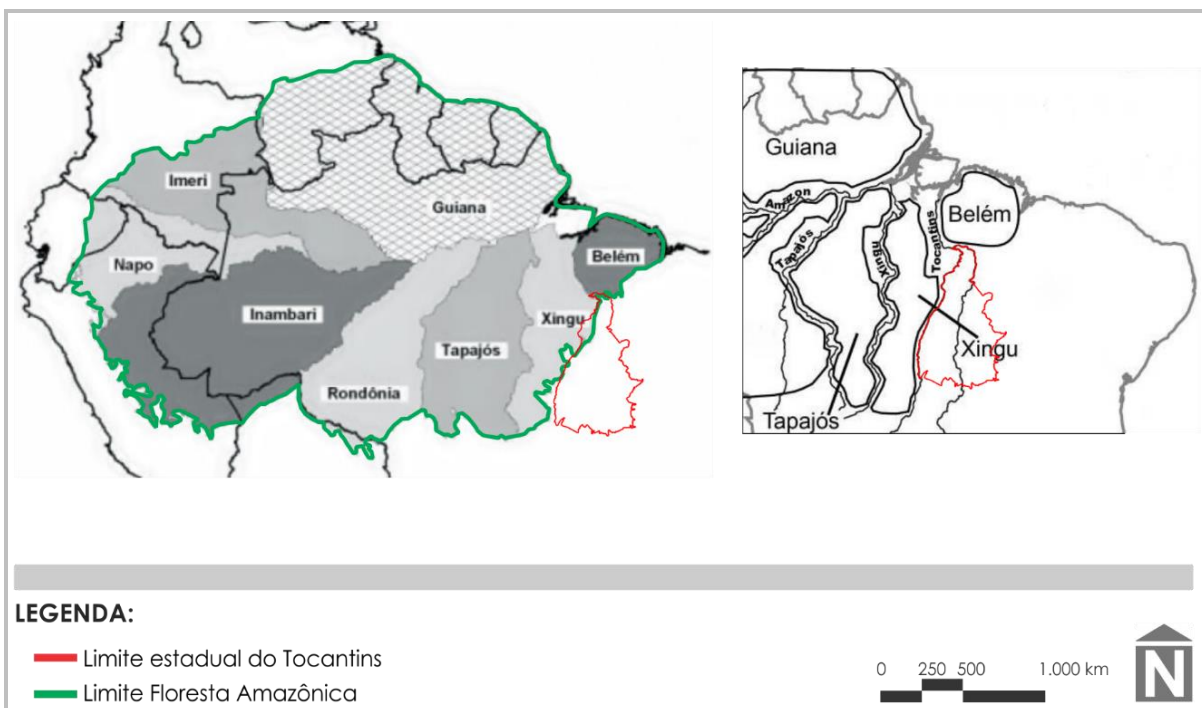 Imeri
Guiana
Napo
Belém
Inambari
Xingu
Tapajós
Rondônia
Guiana
Amazon
Belém
Tapajós
Xingu
Tocantins
Xingu
Tapajós
LEGENDA:
Limite estadual do Tocantins
Limite Floresta Amazônica
0 250 500 1.000 km
N